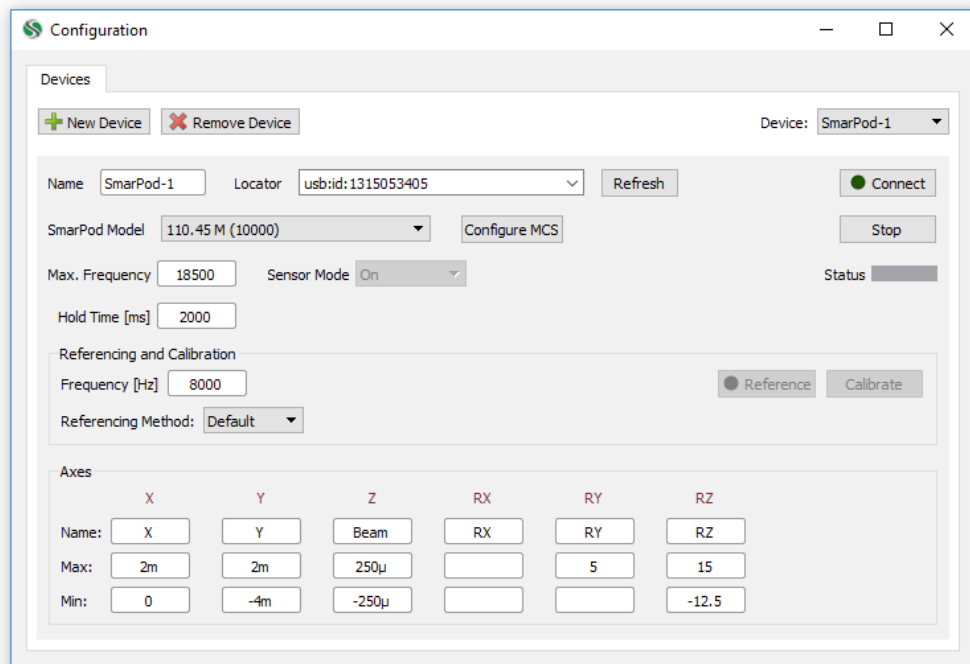 Configuration
Devices
New Device Remove Device Device: SmarPod-1
Name SmarPod-1 Locator usb:id:1315053405 Refresh Connect
SmarPod Model 110.45 M (10000) Configure MCS Stop
Max. Frequency 18500 Sensor Mode On Status
Hold Time [ms] 2000
Referencing and Calibration
Frequency [Hz] 8000 Reference Calibrate
Referencing Method: Default
Axes
X Y Z RX RY RZ
Name: X Y Beam RX RY RZ
Max: 2m 2m 250µ 5 15
Min: 0 -4m -250µ -12.5